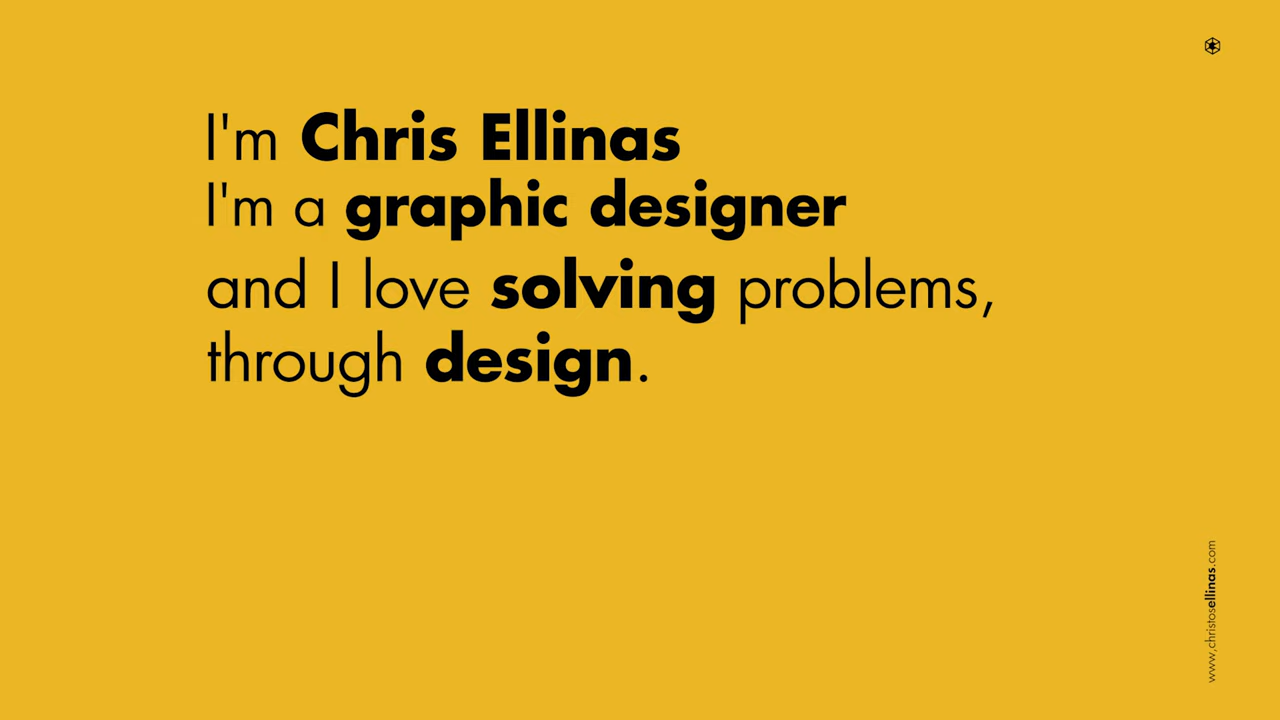 I'm Chris Ellinas
I'm a graphic designer
and I love solving problems,
through design.
www.christosellinas.com